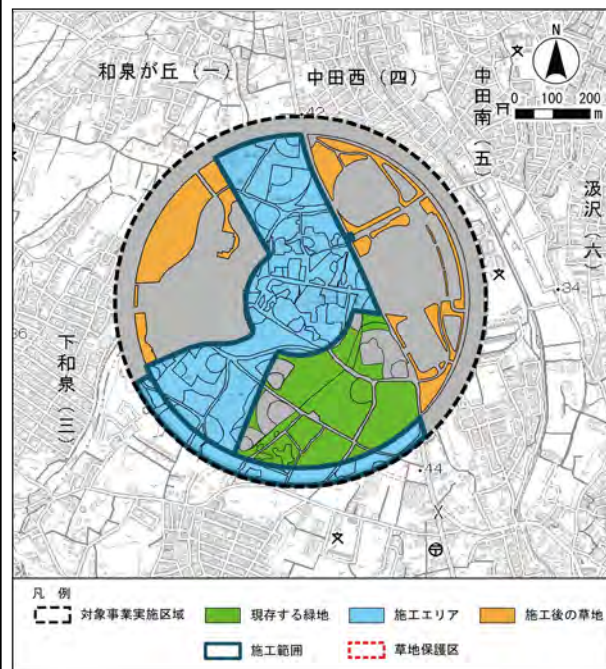 和泉が丘(一)
中田西(四)
中田南(五)
N
0 100 200
m
汲沢(六)
42
34
36
下和泉(三)
44
凡 例
対象事業実施区域
現存する緑地
施工エリア
施工後の草地
施工範囲
草地保護区